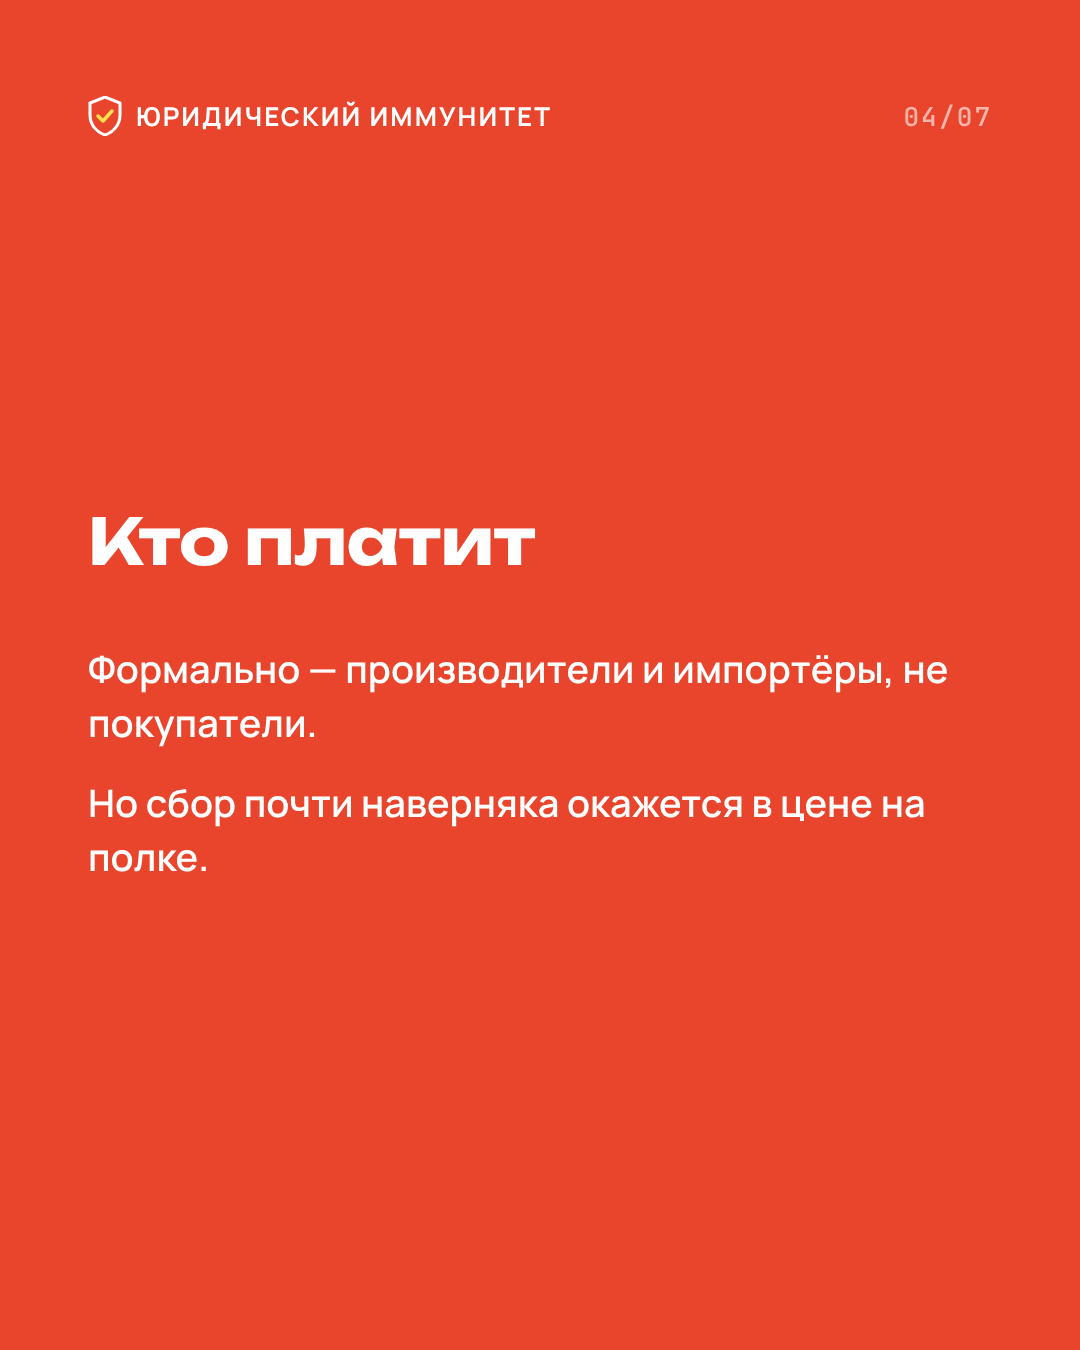 ЮРИДИЧЕСКИЙ ИММУНИТЕТ
04/07
Кто платит
Формально — производители и импортёры, не
покупатели.
Но сбор почти наверняка окажется в цене на
полке.